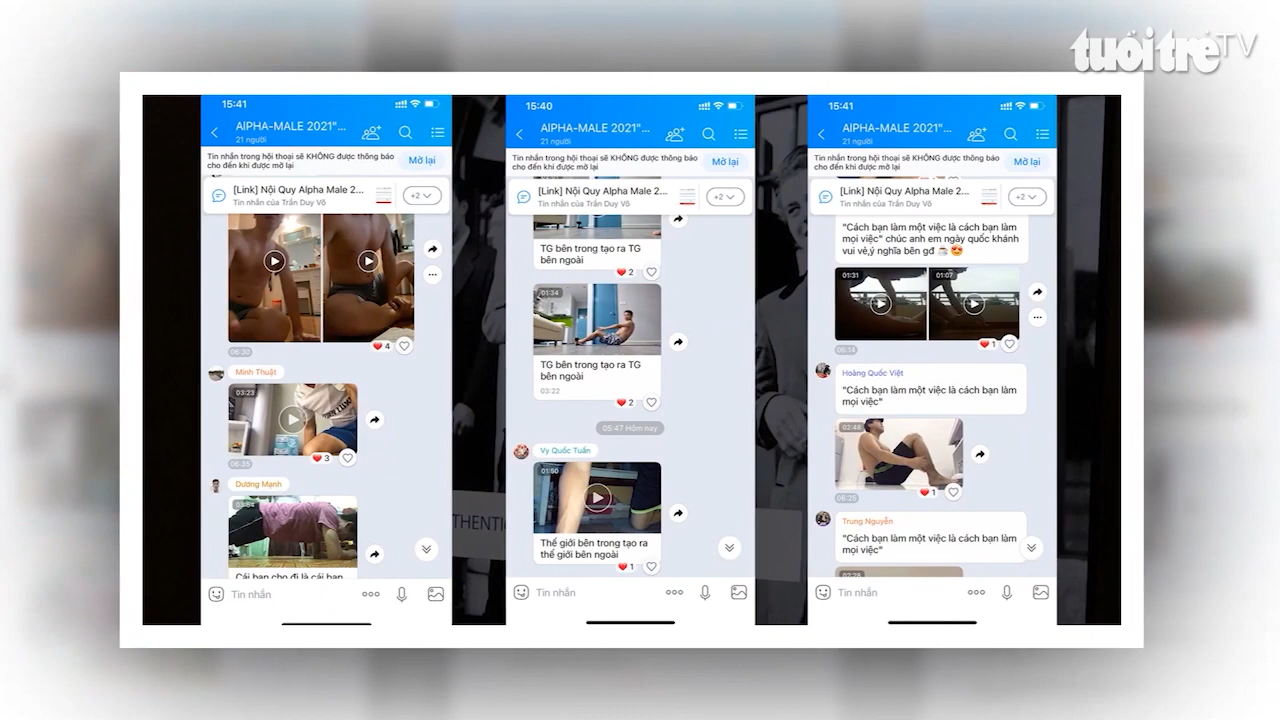 tuổi trẻ TV
15:41
AlPHA-MALE 2021"...
21 người
Tin nhắn trong hội thoại sẽ KHÔNG được thông báo
cho đến khi được mở lại
Mở lại
[Link] Nội Quy Alpha Male 2...
Tin nhắn của Trần Duy Võ
+2
4
06:30
Minh Thuật
03:23
3
06:35
Dương Mạnh
Cái bạn cho đi là cái bạn
Tin nhắn
15:40
AlPHA-MALE 2021"...
21 người
Tin nhắn trong hội thoại sẽ KHÔNG được thông báo
cho đến khi được mở lại
Mở lại
[Link] Nội Quy Alpha Male 2...
Tin nhắn của Trần Duy Võ
+2
TG bên trong tạo ra TG
bên ngoài
2
01:34
TG bên trong tạo ra TG
bên ngoài
03:22
2
05:47 Hôm nay
Vy Quốc Tuấn
01:50
Thế giới bên trong tạo ra
thế giới bên ngoài
1
Tin nhắn
THENTIC
15:41
AlPHA-MALE 2021"...
21 người
Tin nhắn trong hội thoại sẽ KHÔNG được thông báo
cho đến khi được mở lại
Mở lại
[Link] Nội Quy Alpha Male 2...
Tin nhắn của Trần Duy Võ
+2
"Cách bạn làm một việc là cách bạn làm
mọi việc" chúc anh em ngày quốc khánh
vui vẻ,ý nghĩa bên gđ ☕ 😍
01:31
01:07
1
06:14
Hoàng Quốc Việt
"Cách bạn làm một việc là cách bạn làm
mọi việc"
02:48
1
06:25
Trung Nguyễn
"Cách bạn làm một việc là cách bạn làm
mọi việc"
02:28
Tin nhắn